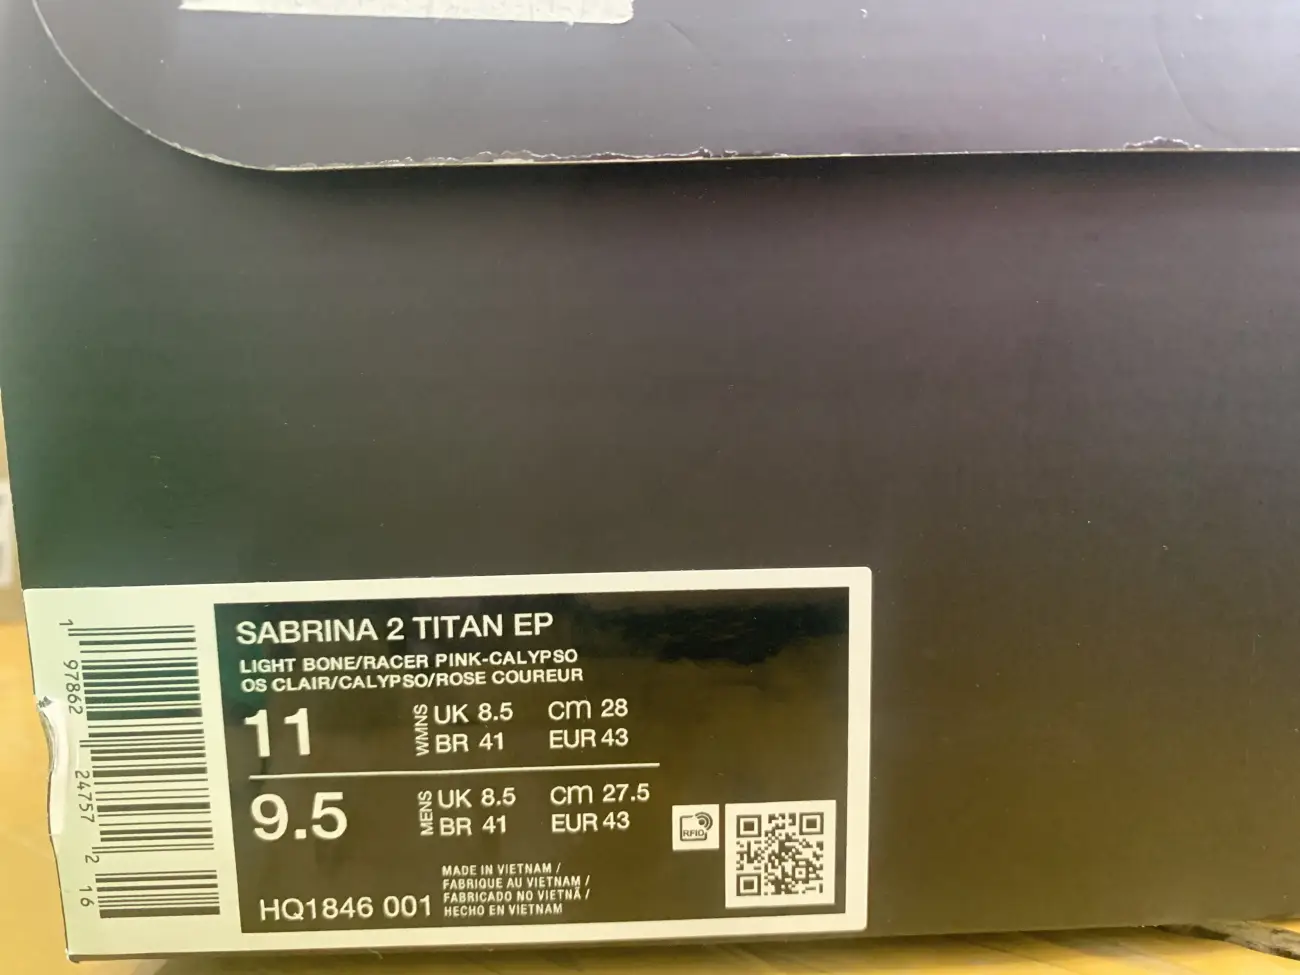 SABRINA 2 TITAN EP
LIGHT BONE/RACER PINK-CALYPSO
OS CLAIR/CALYPSO/ROSE COUREUR
11 WMNS UK 8.5 cm 28
BR 41 EUR 43
9.5 MENS UK 8.5 cm 27.5
BR 41 EUR 43
RFID
MADE IN VIETNAM /
FABRIQUE AU VIETNAM /
FABRICADO NO VIETNÃ /
HECHO EN VIETNAM
HQ1846 001
1 97862 24757 2 16